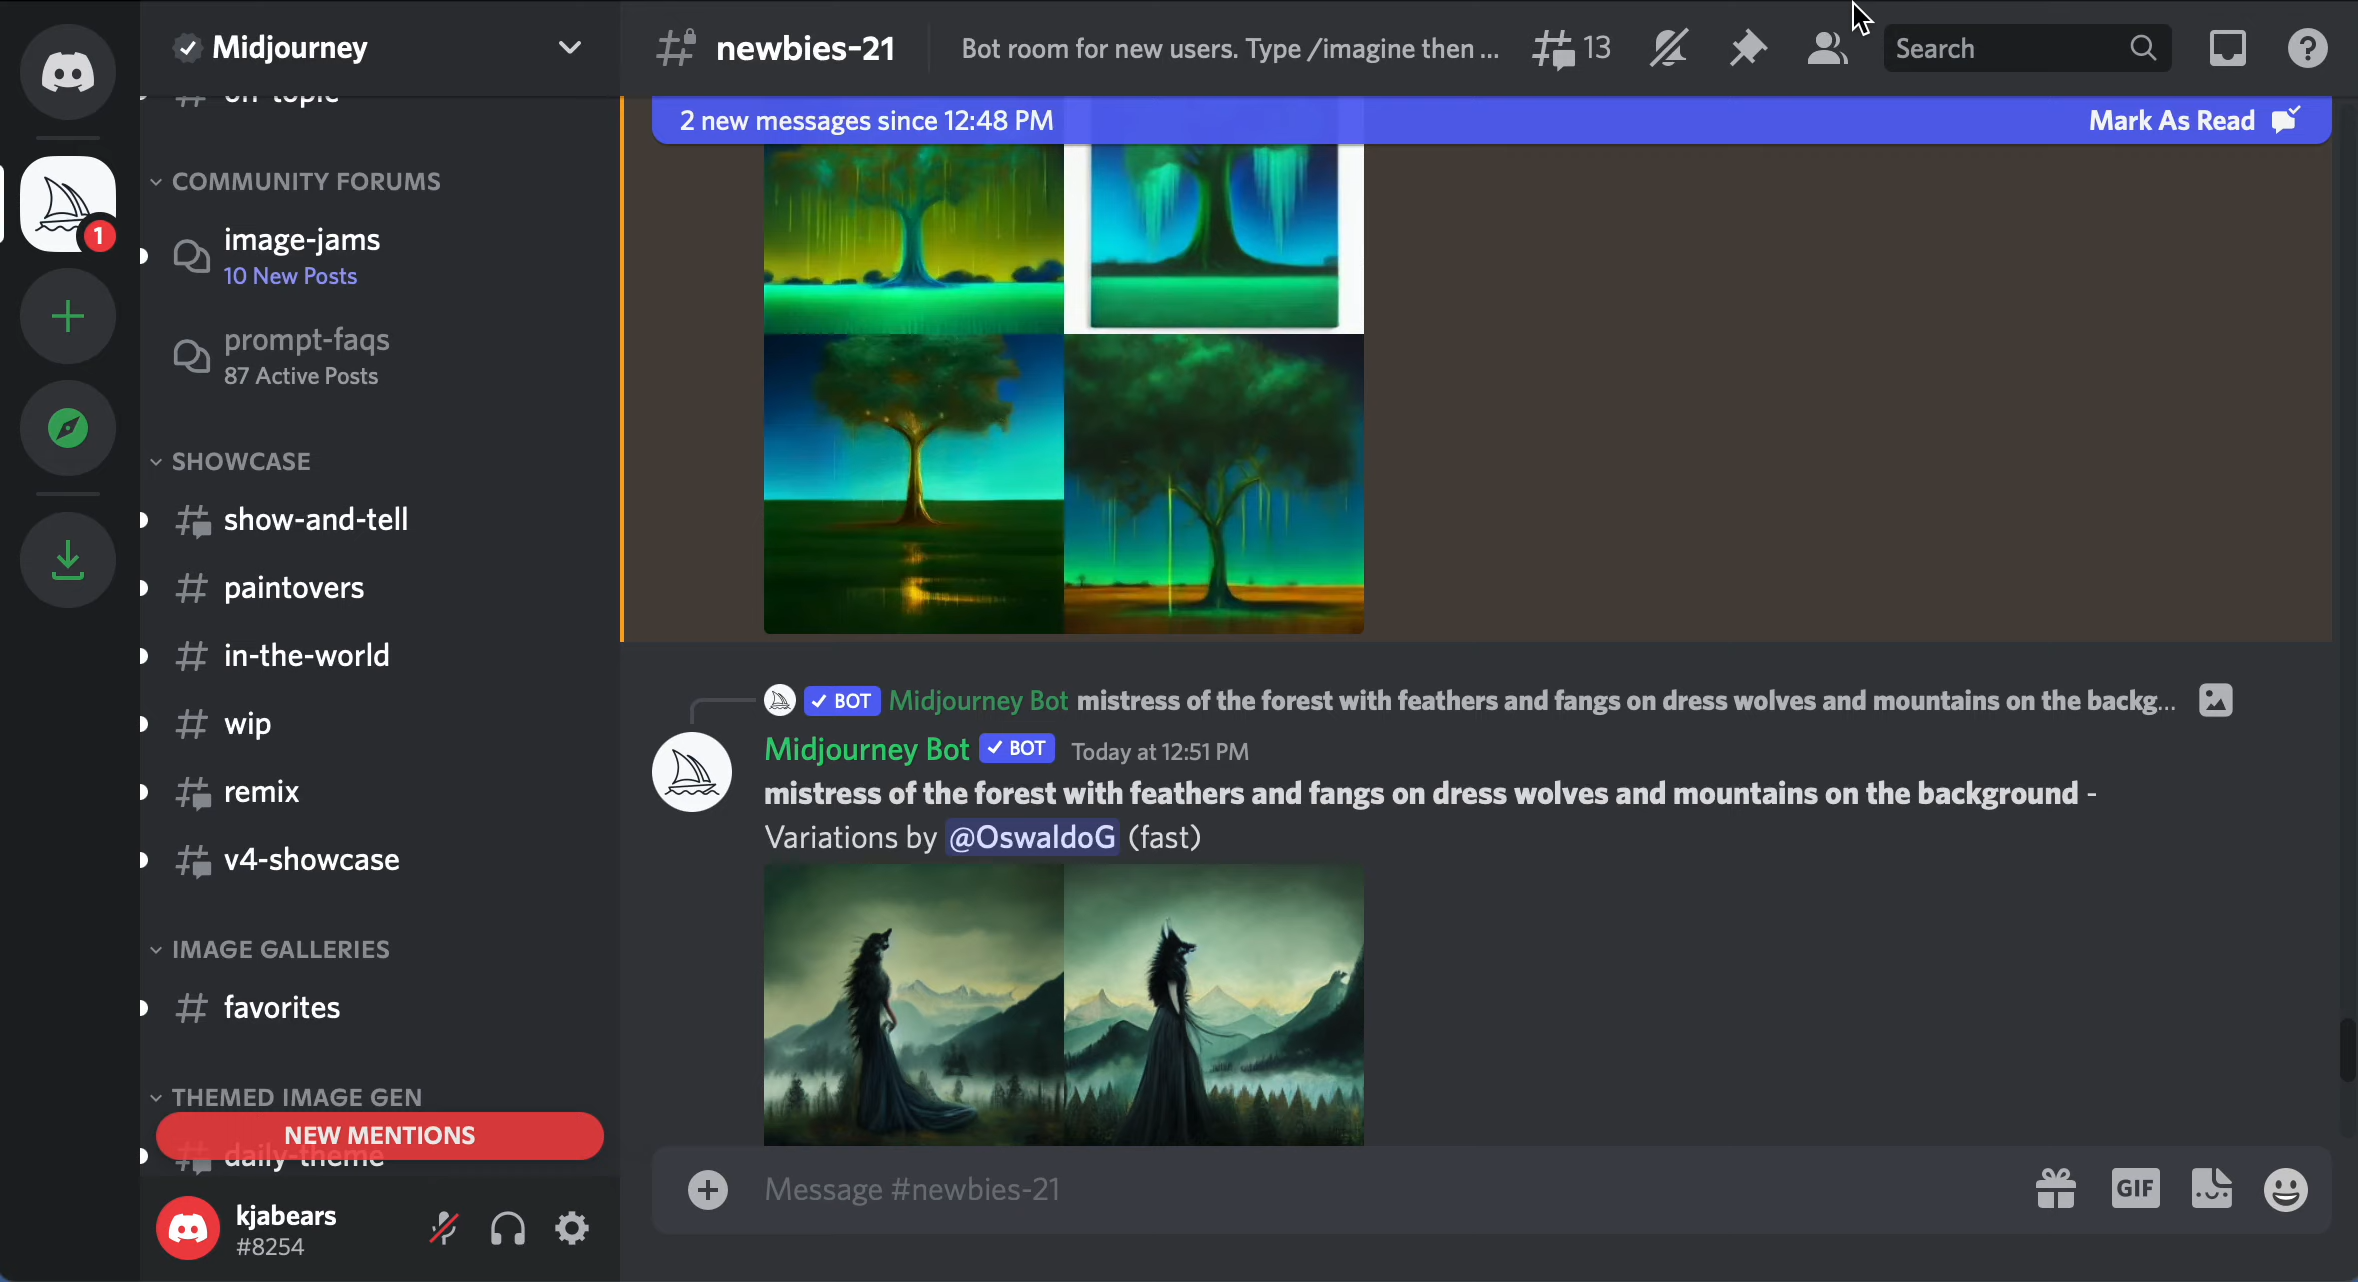 Midjourney
off-topic
COMMUNITY FORUMS
image-jams
10 New Posts
prompt-faqs
87 Active Posts
SHOWCASE
show-and-tell
paintovers
in-the-world
wip
remix
v4-showcase
IMAGE GALLERIES
favorites
THEMED IMAGE GEN
NEW MENTIONS
daily-theme
kjabears
#8254
1
newbies-21
Bot room for new users. Type /imagine then ...
13
Search
2 new messages since 12:48 PM
Mark As Read
BOT Midjourney Bot mistress of the forest with feathers and fangs on dress wolves and mountains on the backg...
Midjourney Bot BOT Today at 12:51 PM
mistress of the forest with feathers and fangs on dress wolves and mountains on the background -
Variations by @OswaldoG (fast)
Message #newbies-21
GIF